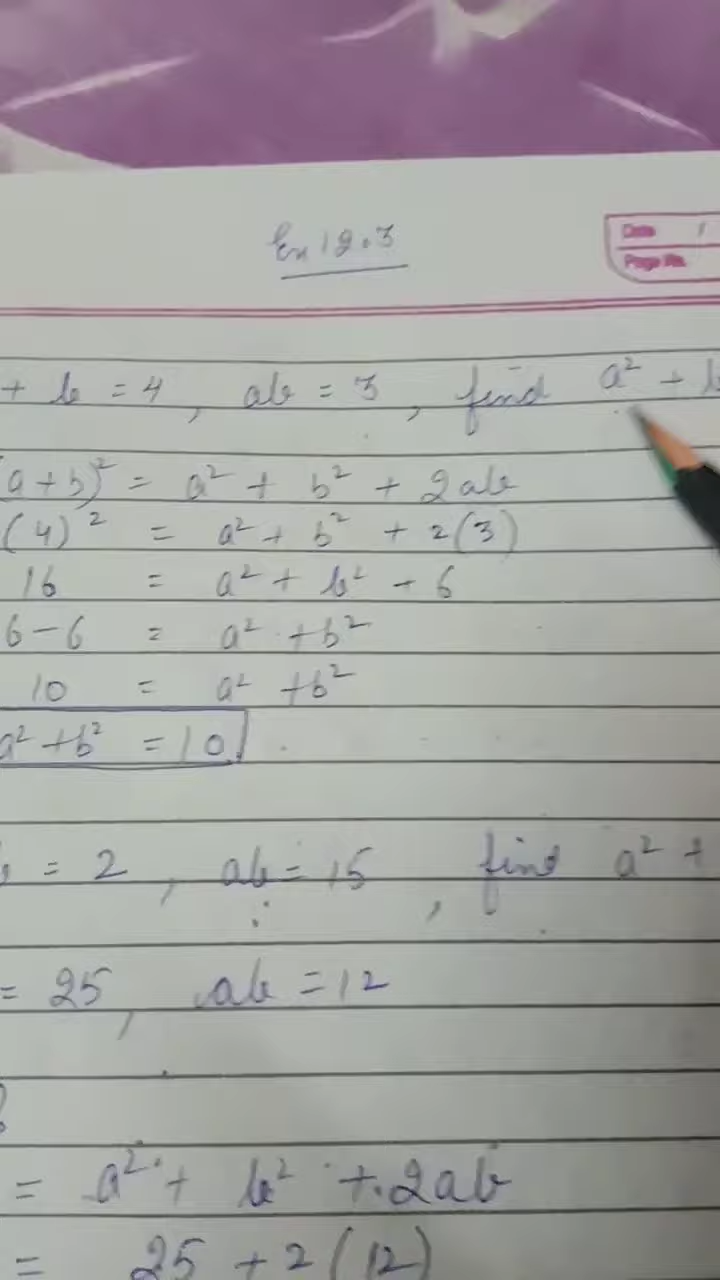 Ex 12.3
Date
Page No.
+ b = 4 , ab = 3 , find a² + b
(a + b)² = a² + b² + 2ab
(4)² = a² + b² + 2(3)
16 = a² + b² + 6
6 - 6 = a² + b²
10 = a² + b²
a² + b² = 10
b = 2 , ab = 15 , find a² +
= 25 , ab = 12
= a² + b² + 2ab
= 25 + 2(12)